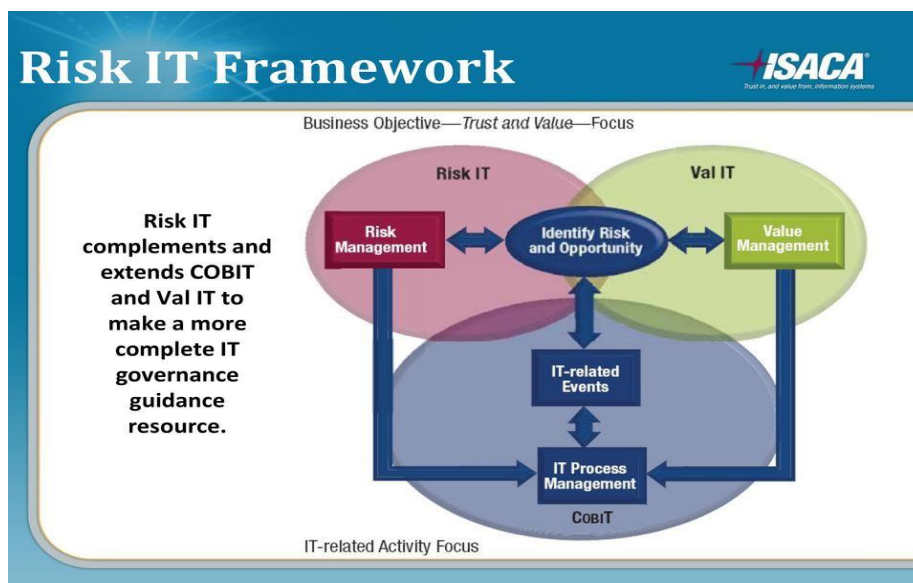 Risk IT Framework
ISACA®
Trust in, and value from, information systems
Business Objective—Trust and Value—Focus
Risk IT
Val IT
Risk IT
complements and
extends COBIT
and Val IT to
make a more
complete IT
governance
guidance
resource.
Risk
Management
Identify Risk
and Opportunity
Value
Management
IT-related
Events
IT Process
Management
COBIT
IT-related Activity Focus